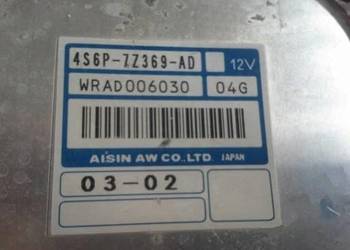 4S6P-7Z369-AD 12V
WRAD006030 04G
AISIN AW CO.LTD. JAPAN
03-02